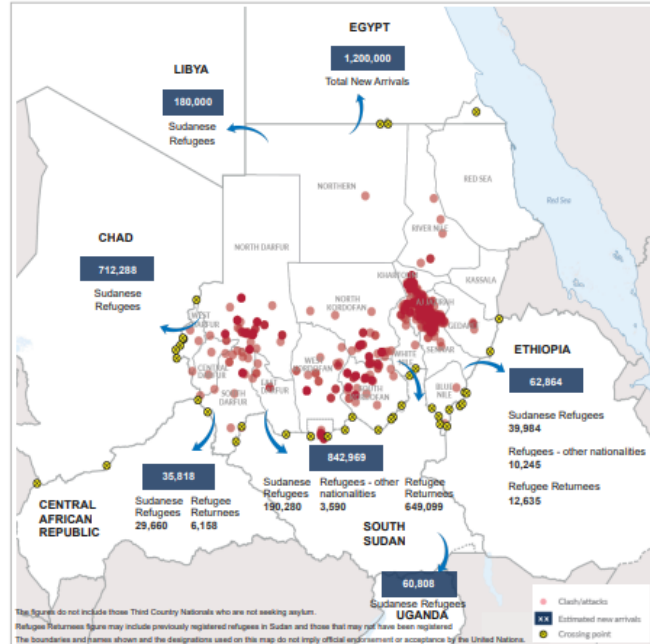 EGYPT
1,200,000
Total New Arrivals
LIBYA
180,000
Sudanese
Refugees
Red Sea
RED SEA
NORTHERN
RIVER NILE
NORTH DARFUR
CHAD
712,288
Sudanese
Refugees
KHARTOUM
KASSALA
AJ JAZIRAH
NORTH
KORDOFAN
GEDAREF
WEST
DARFUR
SENNAR
WHITE
NILE
WEST
KORDOFAN
CENTRAL
DARFUR
EAST
DARFUR
SOUTH
KORDOFAN
SOUTH
DARFUR
BLUE
NILE
ETHIOPIA
62,864
Sudanese Refugees
39,984
Refugees - other nationalities
10,245
Refugee Returnees
12,635
35,818
Sudanese Refugee
Refugees Returnees
29,660 6,158
CENTRAL
AFRICAN
REPUBLIC
842,969
Sudanese Refugees - other Refugee
Refugees nationalities Returnees
190,280 3,590 649,099
SOUTH
SUDAN
60,808
Sudanese Refugees
UGANDA
The figures do not include those Third Country Nationals who are not seeking asylum.
Refugee Returnees figure may include previously registered refugees in Sudan and those that may not have been registered
The boundaries and names shown and the designations used on this map do not imply official endorsement or acceptance by the United Nations.
Clash/attacks
XX Estimated new arrivals
Crossing point